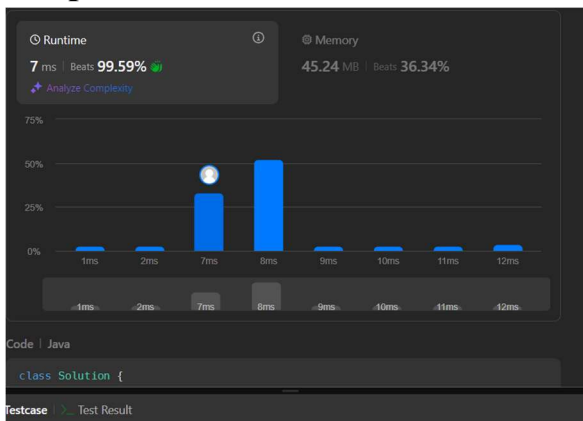 Runtime
7 ms | Beats 99.59%
Analyze Complexity
Memory
45.24 MB | Beats 36.34%
75%
50%
25%
0%
1ms 2ms 7ms 8ms 9ms 10ms 11ms 12ms
1ms 2ms 7ms 8ms 9ms 10ms 11ms 12ms
Code | Java
class Solution {
Testcase | >_ Test Result